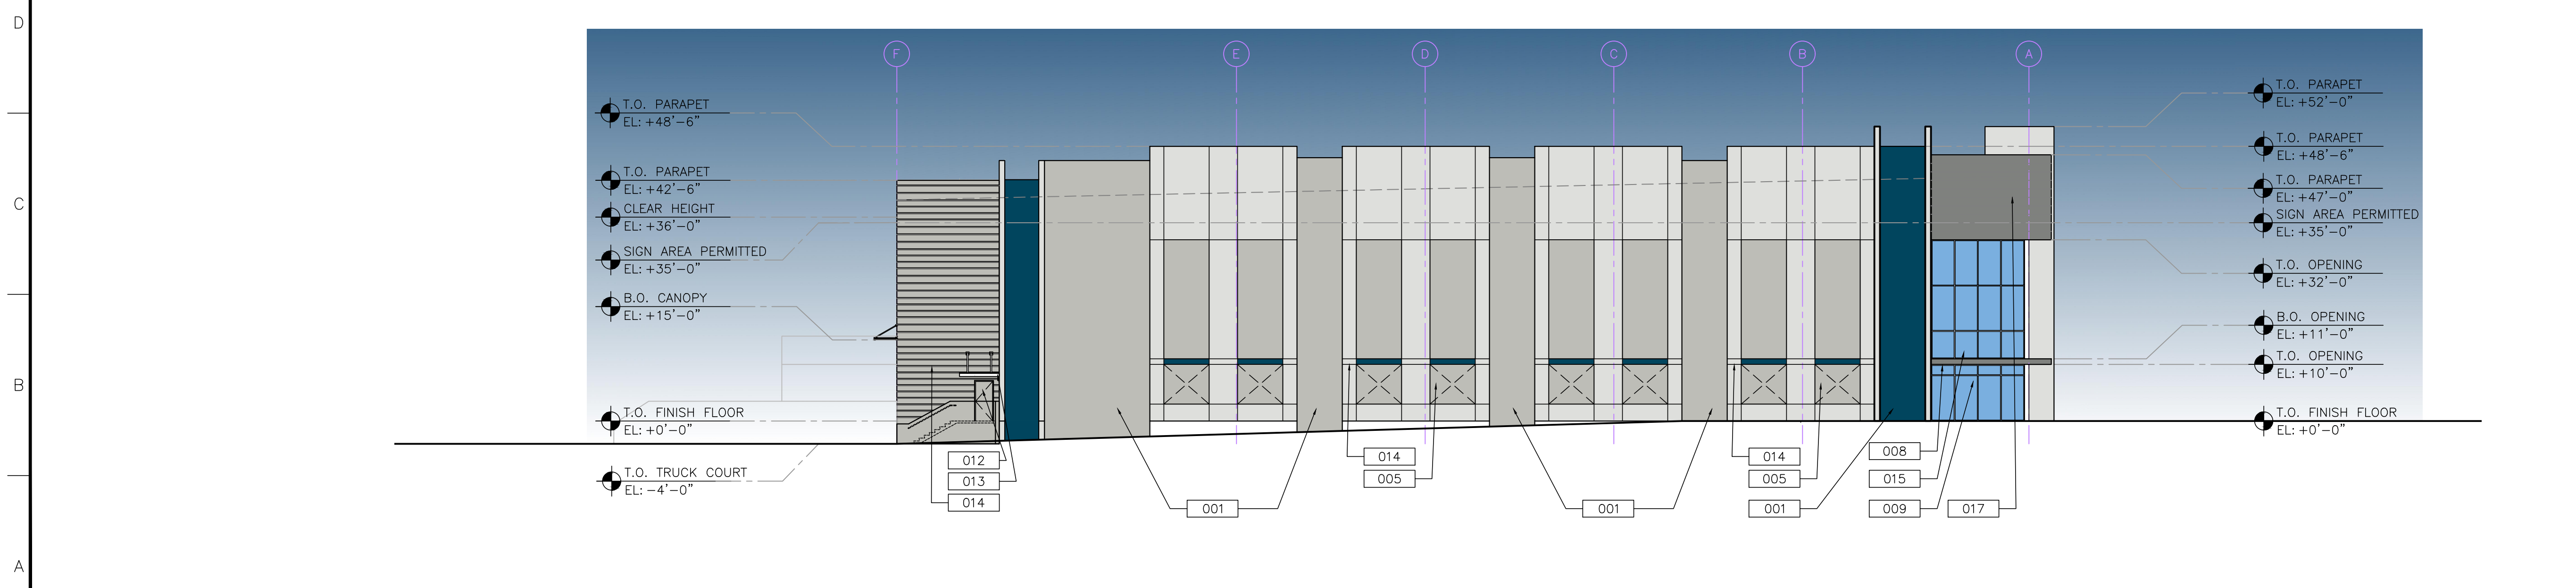 D
C
B
A
F
E
D
C
B
A
T.O. PARAPET
EL: +48'-6"
T.O. PARAPET
EL: +42'-6"
CLEAR HEIGHT
EL: +36'-0"
SIGN AREA PERMITTED
EL: +35'-0"
B.O. CANOPY
EL: +15'-0"
T.O. FINISH FLOOR
EL: +0'-0"
T.O. TRUCK COURT
EL: -4'-0"
T.O. PARAPET
EL: +52'-0"
T.O. PARAPET
EL: +48'-6"
T.O. PARAPET
EL: +47'-0"
SIGN AREA PERMITTED
EL: +35'-0"
T.O. OPENING
EL: +32'-0"
B.O. OPENING
EL: +11'-0"
T.O. OPENING
EL: +10'-0"
T.O. FINISH FLOOR
EL: +0'-0"
012
013
014
001
014
005
001
014
005
001
008
015
009
017